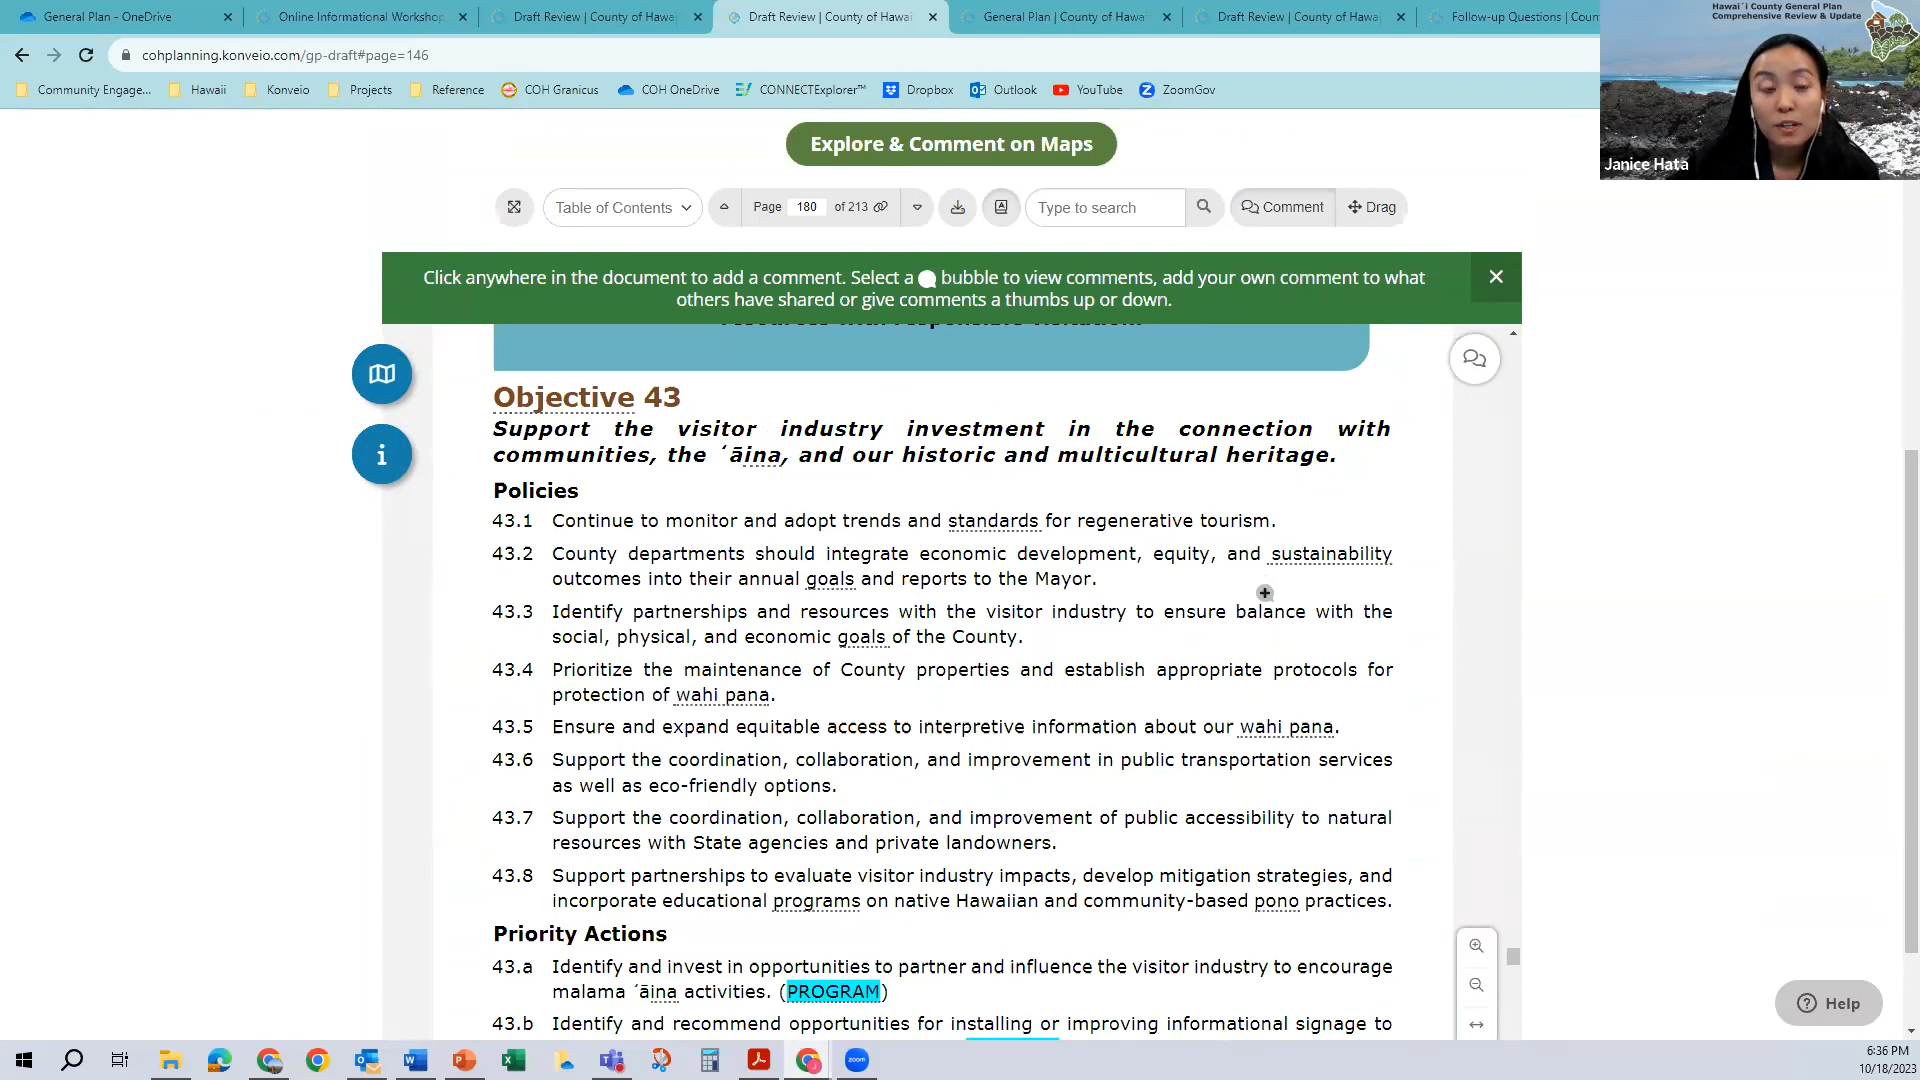 General Plan - OneDrive
Online Informational Workshop
Draft Review | County of Hawai
Draft Review | County of Hawai
General Plan | County of Hawai
Draft Review | County of Hawai
Follow-up Questions | Coun
cohplanning.konveio.com/gp-draft#page=146
Community Engage...
Hawaii
Konveio
Projects
Reference
COH Granicus
COH OneDrive
CONNECTExplorer™
Dropbox
Outlook
YouTube
ZoomGov
Hawaiʻi County General Plan
Comprehensive Review & Update
Janice Hata
Explore & Comment on Maps
Table of Contents
Page 180 of 213
Type to search
Comment
Drag
Click anywhere in the document to add a comment. Select a bubble to view comments, add your own comment to what
others have shared or give comments a thumbs up or down.
Objective 43
Support the visitor industry investment in the connection with
communities, the ʻāina, and our historic and multicultural heritage.
Policies
43.1 Continue to monitor and adopt trends and standards for regenerative tourism.
43.2 County departments should integrate economic development, equity, and sustainability
outcomes into their annual goals and reports to the Mayor.
43.3 Identify partnerships and resources with the visitor industry to ensure balance with the
social, physical, and economic goals of the County.
43.4 Prioritize the maintenance of County properties and establish appropriate protocols for
protection of wahi pana.
43.5 Ensure and expand equitable access to interpretive information about our wahi pana.
43.6 Support the coordination, collaboration, and improvement in public transportation services
as well as eco-friendly options.
43.7 Support the coordination, collaboration, and improvement of public accessibility to natural
resources with State agencies and private landowners.
43.8 Support partnerships to evaluate visitor industry impacts, develop mitigation strategies, and
incorporate educational programs on native Hawaiian and community-based pono practices.
Priority Actions
43.a Identify and invest in opportunities to partner and influence the visitor industry to encourage
malama ʻāina activities. (PROGRAM)
43.b Identify and recommend opportunities for installing or improving informational signage to
Help
zoom
6:36 PM
10/18/2023